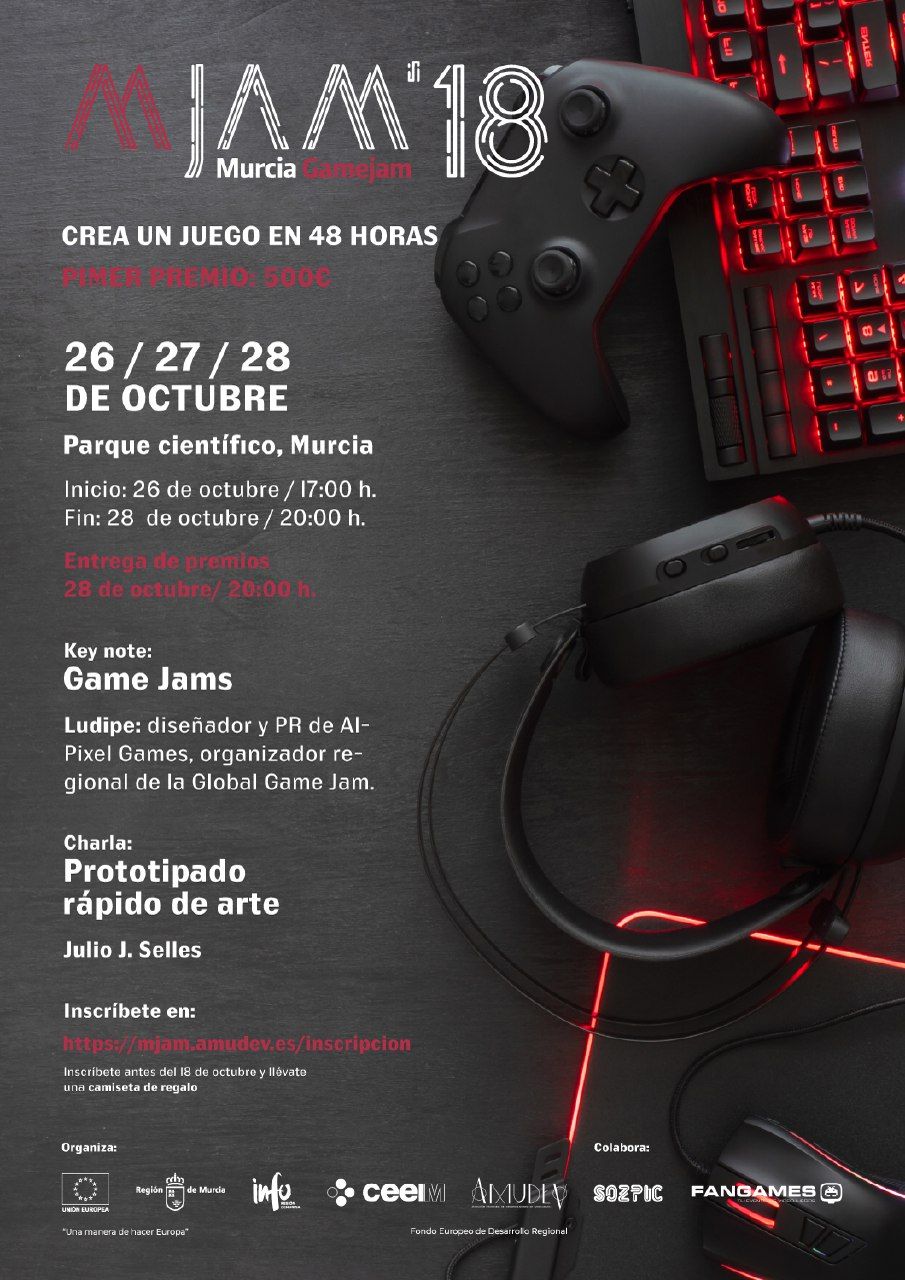 MJAM'18
Murcia Gamejam
CREA UN JUEGO EN 48 HORAS
PIMER PREMIO: 500€
26 / 27 / 28
DE OCTUBRE
Parque científico, Murcia
Inicio: 26 de octubre / 17:00 h.
Fin: 28 de octubre / 20:00 h.
Entrega de premios
28 de octubre/ 20:00 h.
Key note:
Game Jams
Ludipe: diseñador y PR de Al-
Pixel Games, organizador re-
gional de la Global Game Jam.
Charla:
Prototipado
rápido de arte
Julio J. Selles
Inscríbete en:
https://mjam.amudev.es/inscripcion
Inscríbete antes del 18 de octubre y llévate
una camiseta de regalo
Organiza:
Colabora:
UNIÓN EUROPEA
Región de Murcia
info
CEEIM
AMUDEV
SOZPIC
FANGAMES
"Una manera de hacer Europa"
Fondo Europeo de Desarrollo Regional